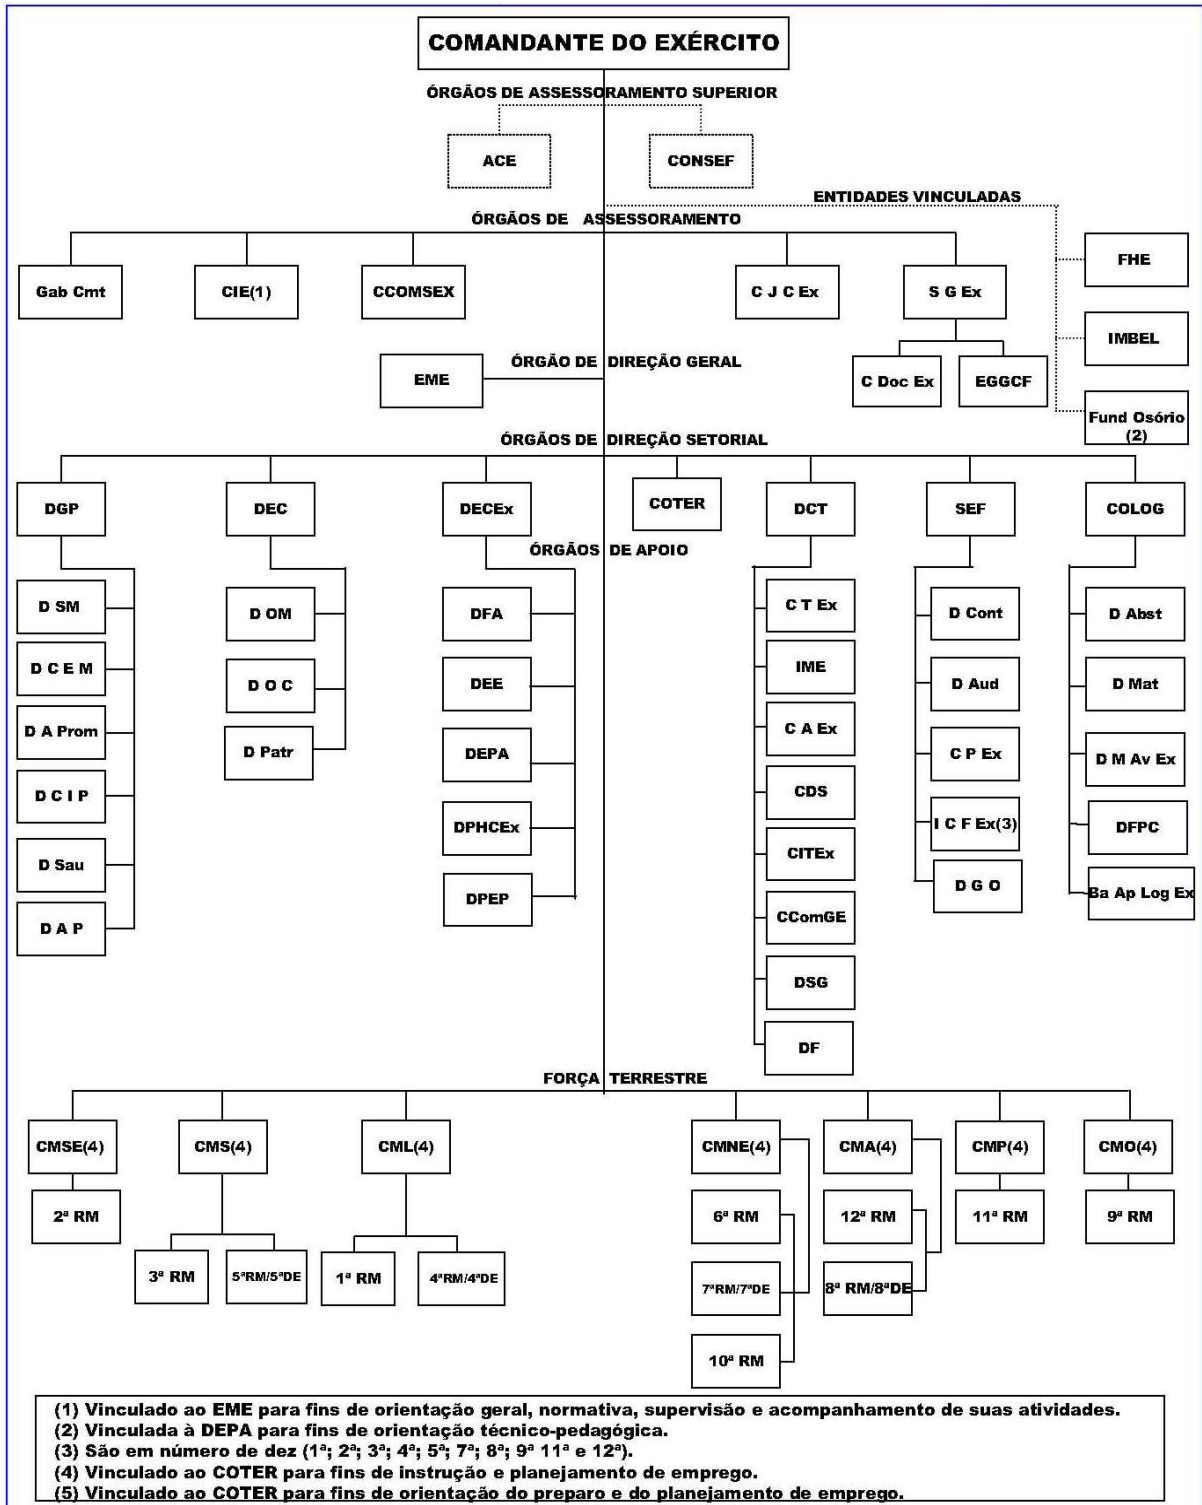 COMANDANTE DO EXÉRCITO
ÓRGÃOS DE ASSESSORAMENTO SUPERIOR
ACE
CONSEF
ENTIDADES VINCULADAS
ÓRGÃOS DE ASSESSORAMENTO
Gab Cmt
CIE(1)
CCOMSEX
C J C Ex
S G Ex
FHE
IMBEL
Fund Osório
(2)
C Doc Ex
EGGCF
ÓRGÃO DE DIREÇÃO GERAL
EME
ÓRGÃOS DE DIREÇÃO SETORIAL
DGP
DEC
DECEx
COTER
DCT
SEF
COLOG
ÓRGÃOS DE APOIO
D SM
D C E M
D A Prom
D C I P
D Sau
D A P
D OM
D O C
D Patr
DFA
DEE
DEPA
DPHCEx
DPEP
C T Ex
IME
C A Ex
CDS
CITEx
CComGE
DSG
DF
D Cont
D Aud
C P Ex
I C F Ex(3)
D G O
D Abst
D Mat
D M Av Ex
DFPC
Ba Ap Log Ex
FORÇA TERRESTRE
CMSE(4)
CMS(4)
CML(4)
CMNE(4)
CMA(4)
CMP(4)
CMO(4)
2ª RM
3ª RM
5ªRM/5ªDE
1ª RM
4ªRM/4ªDE
6ª RM
7ªRM/7ªDE
10ª RM
12ª RM
8ª RM/8ªDE
11ª RM
9ª RM
(1) Vinculado ao EME para fins de orientação geral, normativa, supervisão e acompanhamento de suas atividades.
(2) Vinculada à DEPA para fins de orientação técnico-pedagógica.
(3) São em número de dez (1ª; 2ª; 3ª; 4ª; 5ª; 7ª; 8ª; 9ª 11ª e 12ª).
(4) Vinculado ao COTER para fins de instrução e planejamento de emprego.
(5) Vinculado ao COTER para fins de orientação do preparo e do planejamento de emprego.